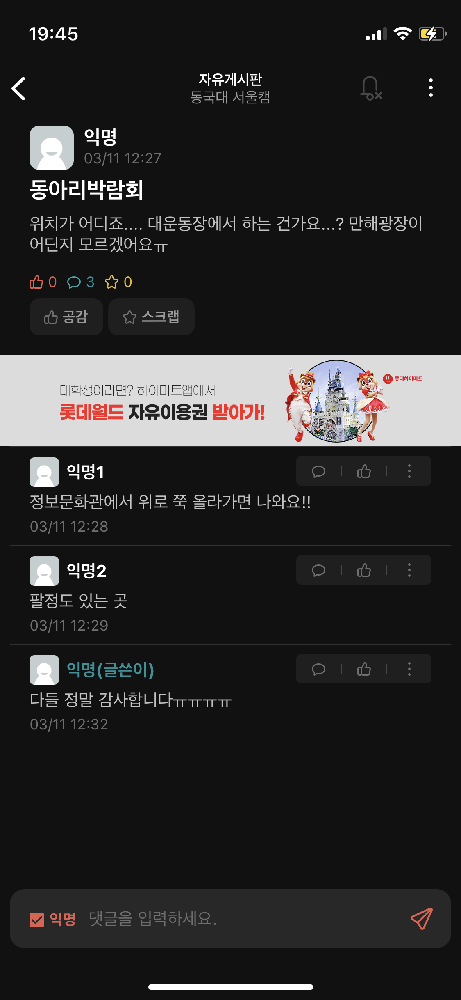 19:45
자유게시판
동국대 서울캠
익명
03/11 12:27
동아리박람회
위치가 어디죠.... 대운동장에서 하는 건가요...? 만해광장이
어딘지 모르겠어요ㅠ
0 3 0
공감 스크랩
대학생이라면? 하이마트앱에서
롯데월드 자유이용권 받아가!
롯데하이마트
익명1
정보문화관에서 위로 쭉 올라가면 나와요!!
03/11 12:28
익명2
팔정도 있는 곳
03/11 12:29
익명(글쓴이)
다들 정말 감사합니다ㅠㅠㅠㅠ
03/11 12:32
익명 댓글을 입력하세요.